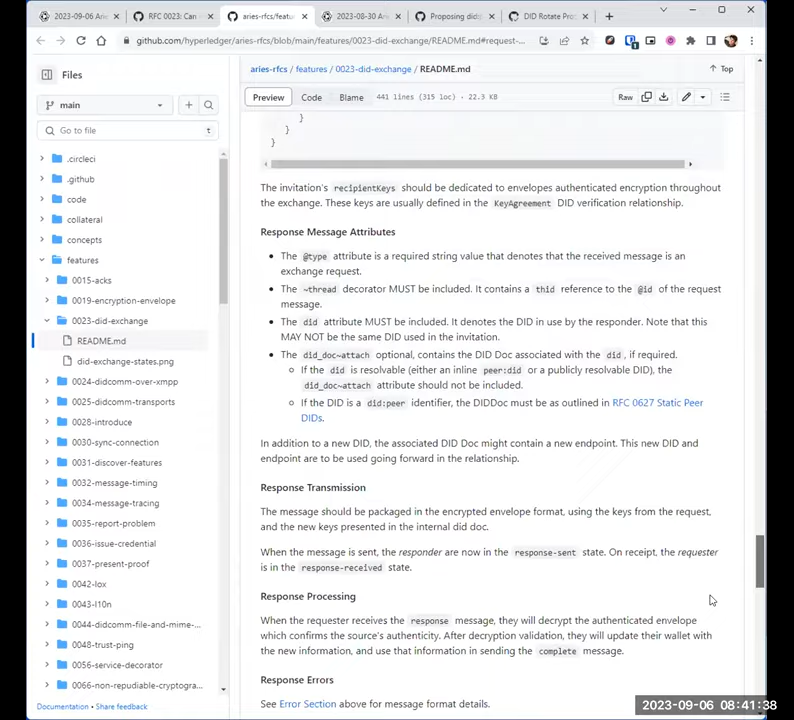 2023-09-06 Arie
RFC 0023: Can
aries-rfcs/featu
2023-08-30 Ari
Proposing did:
DID Rotate Pro
github.com/hyperledger/aries-rfcs/blob/main/features/0023-did-exchange/README.md#request-...
Files
main
Go to file
t
.circleci
.github
code
collateral
concepts
features
0015-acks
0019-encryption-envelope
0023-did-exchange
README.md
did-exchange-states.png
0024-didcomm-over-xmpp
0025-didcomm-transports
0028-introduce
0030-sync-connection
0031-discover-features
0032-message-timing
0034-message-tracing
0035-report-problem
0036-issue-credential
0037-present-proof
0042-lox
0043-l10n
0044-didcomm-file-and-mime-...
0048-trust-ping
0056-service-decorator
0066-non-repudiable-cryptogra...
Documentation • Share feedback
aries-rfcs / features / 0023-did-exchange / README.md
Top
Preview
Code
Blame
441 lines (315 loc) · 22.3 KB
Raw
}
}
}
The invitation's recipientKeys should be dedicated to envelopes authenticated encryption throughout
the exchange. These keys are usually defined in the KeyAgreement DID verification relationship.
Response Message Attributes
• The @type attribute is a required string value that denotes that the received message is an
exchange request.
• The ~thread decorator MUST be included. It contains a thid reference to the @id of the request
message.
• The did attribute MUST be included. It denotes the DID in use by the responder. Note that this
MAY NOT be the same DID used in the invitation.
• The did_doc~attach optional, contains the DID Doc associated with the did, if required.
○ If the did is resolvable (either an inline peer:did or a publicly resolvable DID), the
did_doc~attach attribute should not be included.
○ If the DID is a did:peer identifier, the DIDDoc must be as outlined in RFC 0627 Static Peer
DIDs.
In addition to a new DID, the associated DID Doc might contain a new endpoint. This new DID and
endpoint are to be used going forward in the relationship.
Response Transmission
The message should be packaged in the encrypted envelope format, using the keys from the request,
and the new keys presented in the internal did doc.
When the message is sent, the responder are now in the response-sent state. On receipt, the requester
is in the response-received state.
Response Processing
When the requester receives the response message, they will decrypt the authenticated envelope
which confirms the source's authenticity. After decryption validation, they will update their wallet with
the new information, and use that information in sending the complete message.
Response Errors
See Error Section above for message format details.
2023-09-06 08:41:38